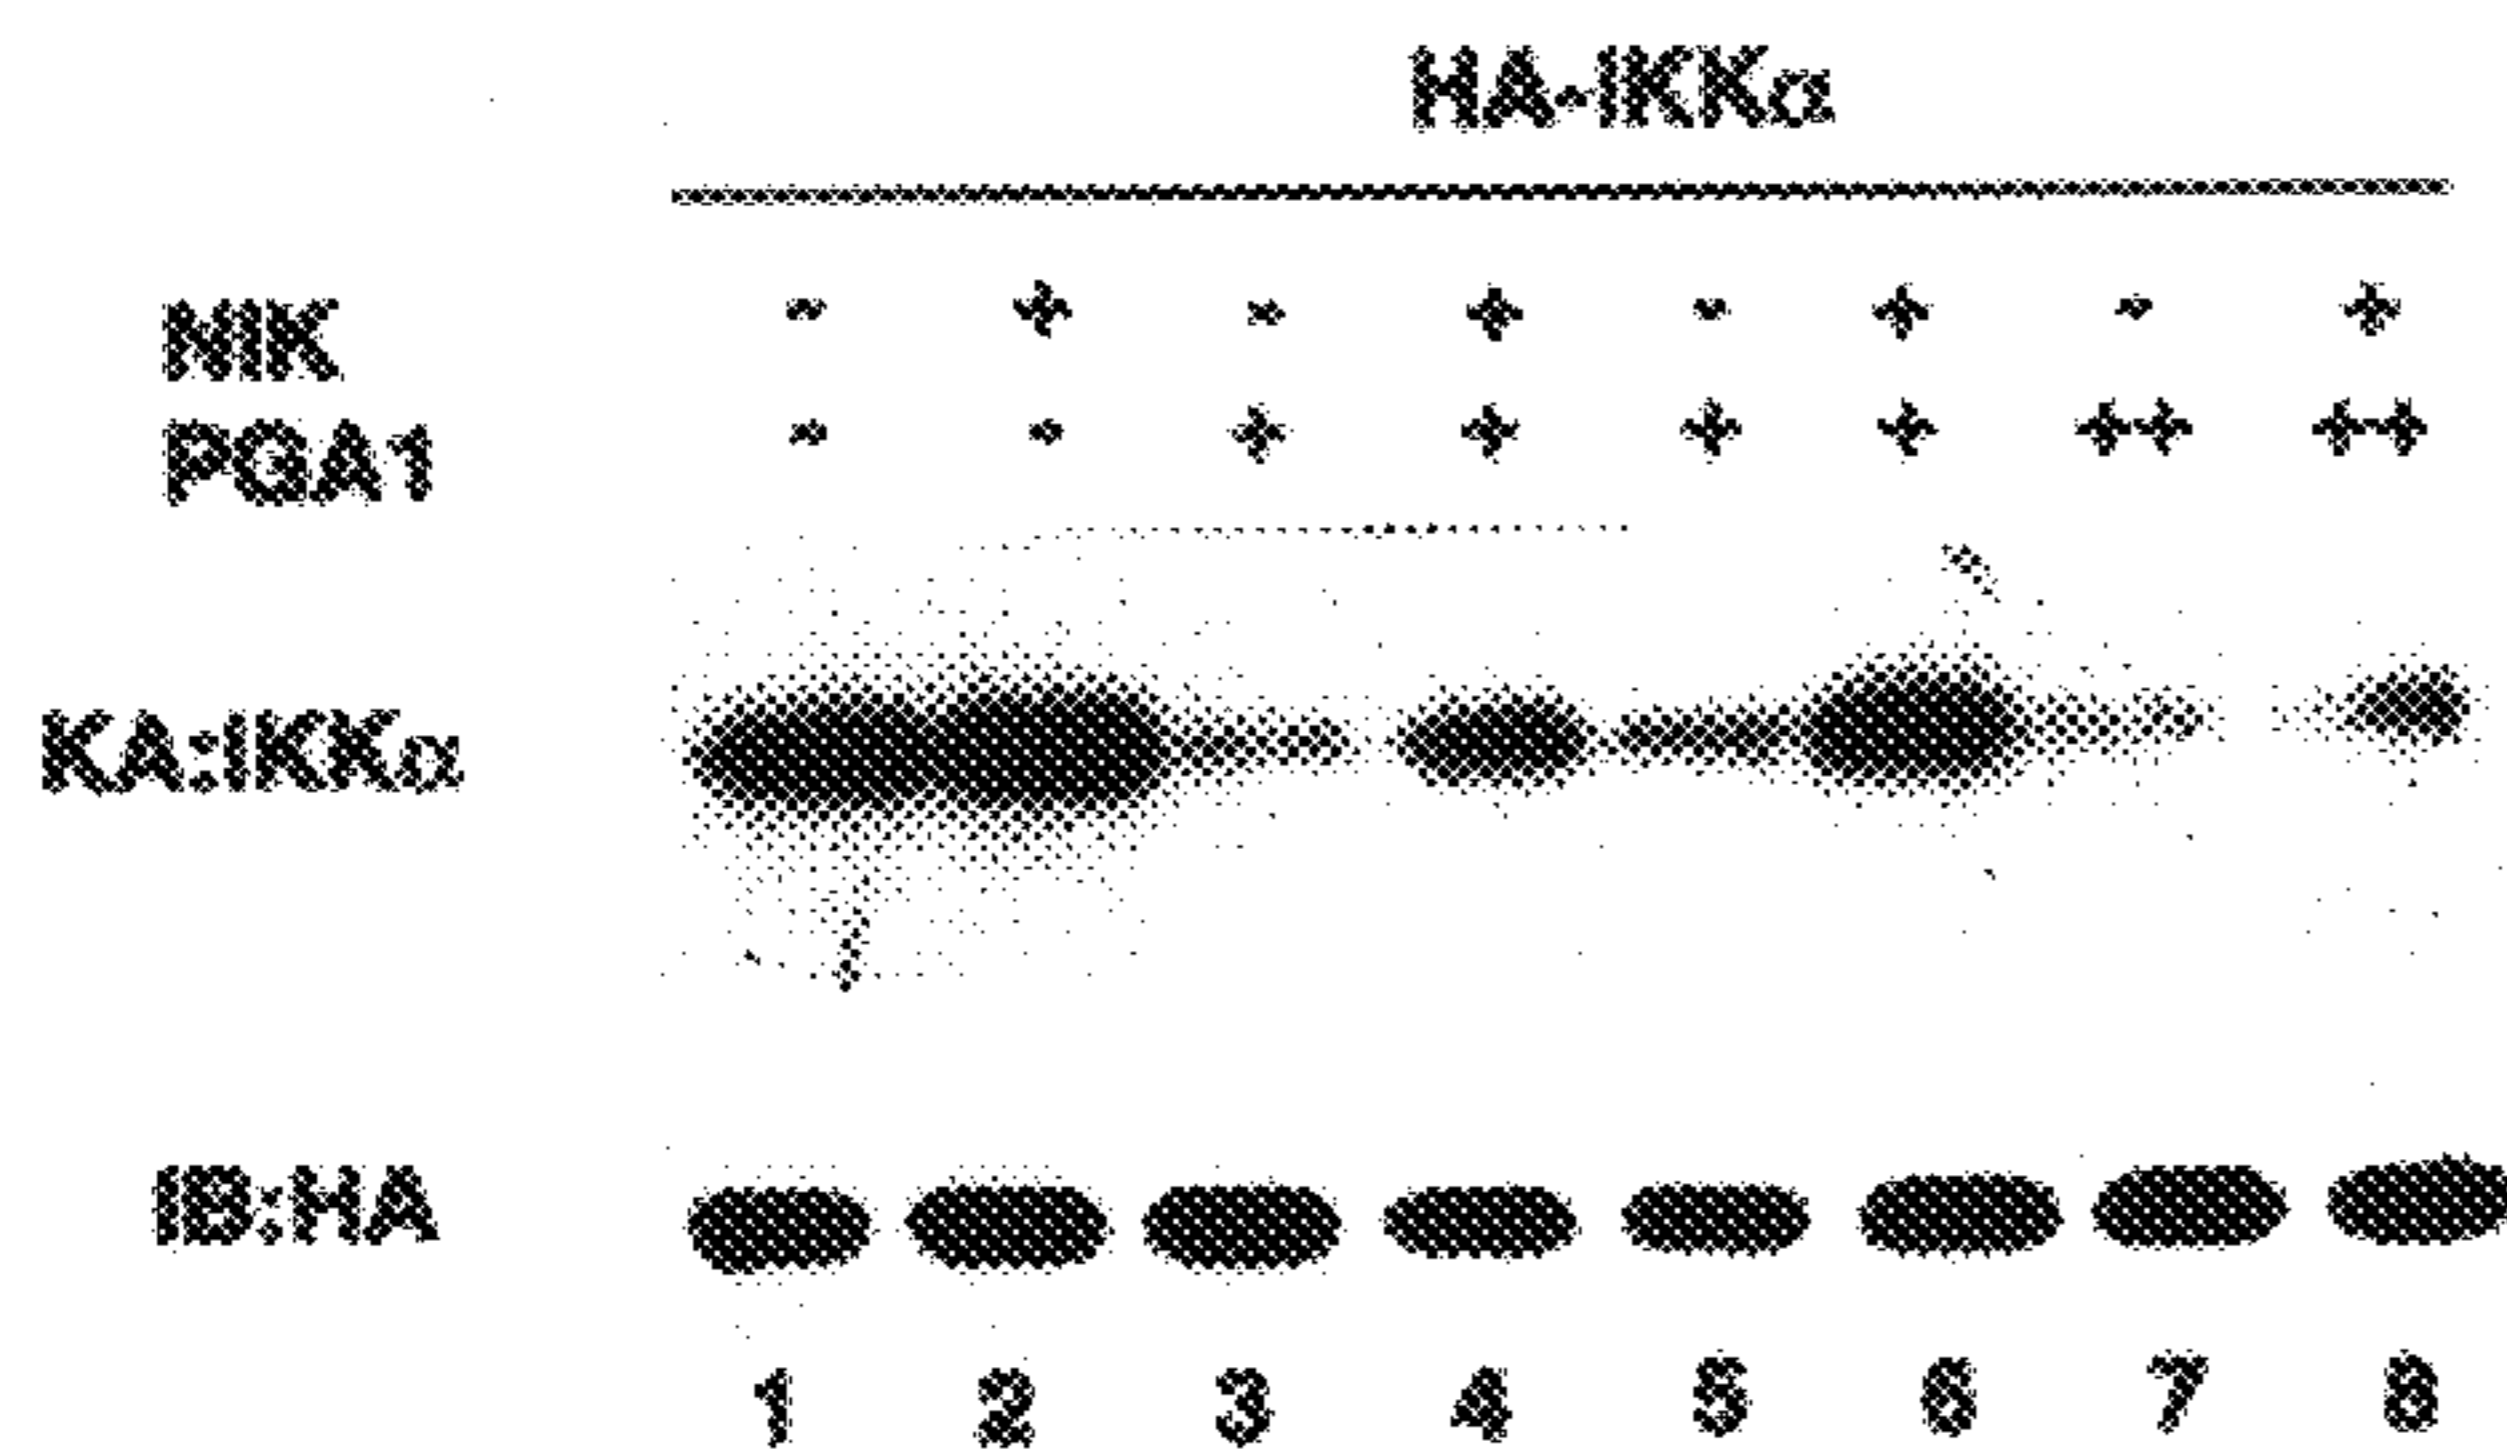 HA-IKKα
NIK - + - + - + - +
PGA1 - - + + + + ++ ++
KA:IKKα
IB:HA
1 2 3 4 5 6 7 8